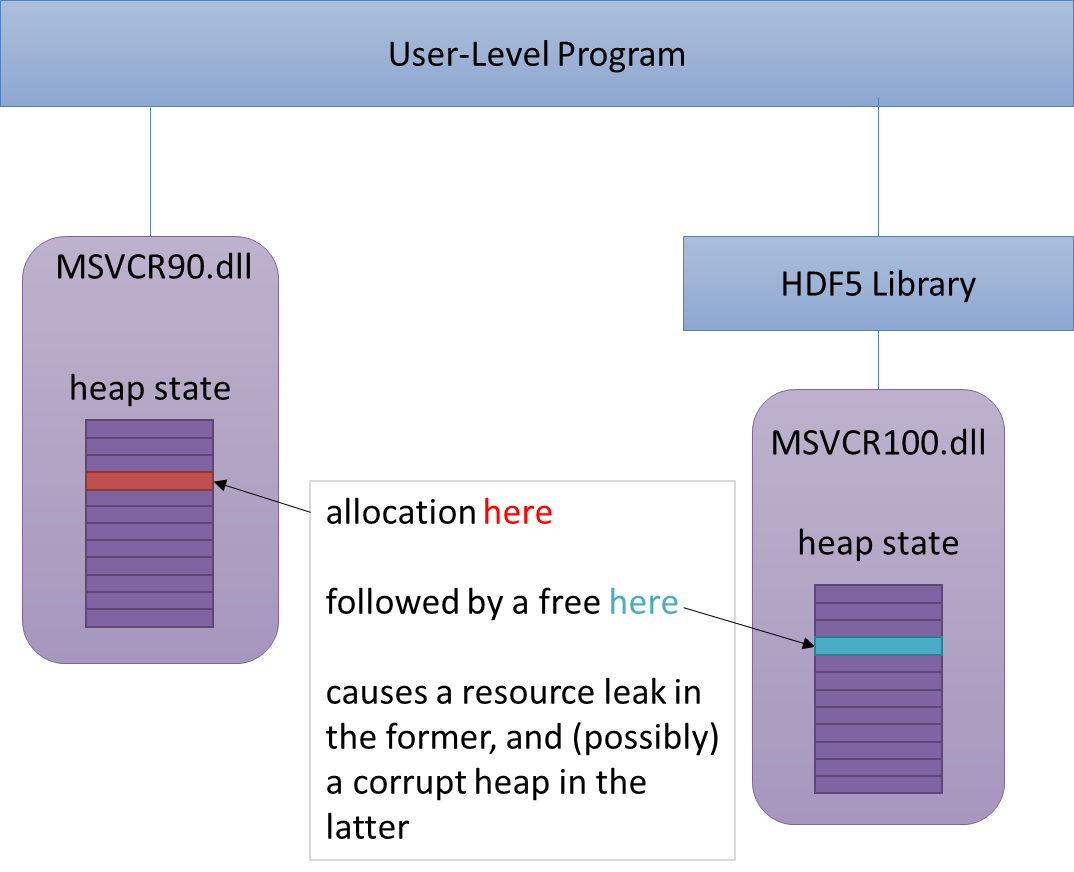 User-Level Program
MSVCR90.dll
heap state
HDF5 Library
MSVCR100.dll
heap state
allocation here
followed by a free here
causes a resource leak in
the former, and (possibly)
a corrupt heap in the
latter